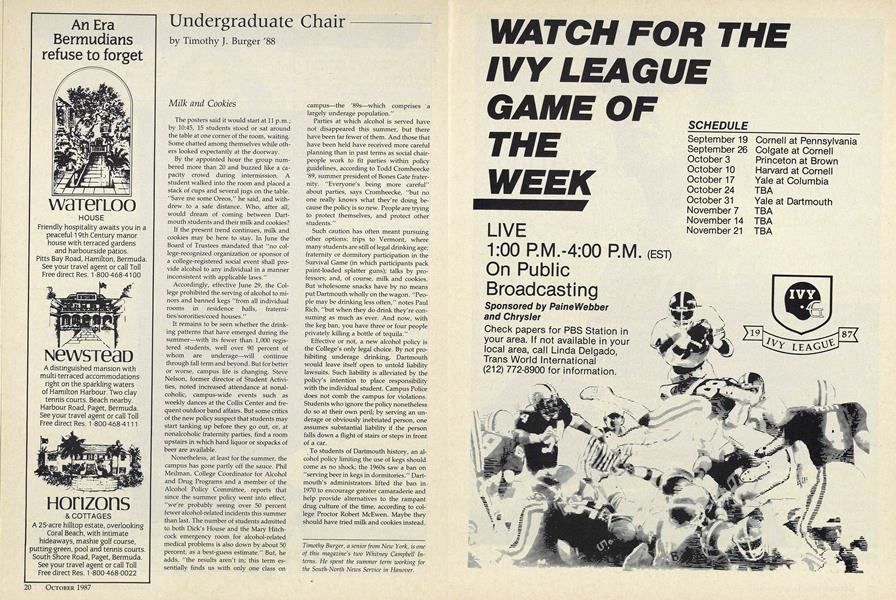 An Era
Bermudians
refuse to forget
WATERLOO
HOUSE
Friendly hospitality awaits you in a
peaceful 19th Century manor
house with terraced gardens
and harbourside patios.
Pitts Bay Road, Hamilton, Bermuda.
See your travel agent or call Toll
Free direct Res. 1-800-468-4100
NEWSTEAD
A distinguished mansion with
multi-terraced accommodations
right on the sparkling waters
of Hamilton Harbour. Two clay
tennis courts. Beach nearby.
Harbour Road, Paget, Bermuda.
See your travel agent or call Toll
Free direct Res. 1-800-468-4111
HORIZONS
& COTTAGES
A 25-acre hilltop estate, overlooking
Coral Beach, with intimate
hideaways, mashie golf course,
putting-green, pool and tennis courts.
South Shore Road, Paget, Bermuda.
See your travel agent or call Toll
Free direct Res. 1-800-468-0022
20 OCTOBER 1987
Undergraduate Chair
by Timothy J. Burger '88
Milk and Cookies
The posters said it would start at 11 p.m.;
by 10:45, 15 students stood or sat around
the table at one corner of the room, waiting.
Some chatted among themselves while oth-
ers looked expectantly at the doorway.
By the appointed hour the group num-
bered more than 20 and buzzed like a ca-
pacity crowd during intermission. A
student walked into the room and placed a
stack of cups and several jugs on the table.
"Save me some Oreos," he said, and with-
drew to a safe distance. Who, after all,
would dream of coming between Dart-
mouth students and their milk and cookies?
If the present trend continues, milk and
cookies may be here to stay. In June the
Board of Trustees mandated that "no col-
lege-recognized organization or sponsor of
a college-registered social event shall pro-
vide alcohol to any individual in a manner
inconsistent with applicable laws."
Accordingly, effective June 29, the Col-
lege prohibited the serving of alcohol to mi-
nors and banned kegs "from all individual
rooms in residence halls, fraterni-
ties/sororities/coed houses."
It remains to be seen whether the drink-
ing patterns that have emerged during the
summer—with its fewer than 1,000 regis-
tered students, well over 90 percent of
whom are underage—will continue
through fall term and beyond. But for better
or worse, campus life is changing. Steve
Nelson, former director of Student Activi-
ties, noted increased attendance at nonal-
coholic, campus-wide events such as
weekly dances at the Collis Center and fre-
quent outdoor band affairs. But some critics
of the new policy suspect that students may
start tanking up before they go out, or, at
nonalcoholic fraternity parties, find a room
upstairs in which hard liquor or sixpacks of
beer are available.
Nonetheless, at least for the summer, the
campus has gone partly off the sauce. Phil
Meilman, College Coordinator for Alcohol
and Drug Programs and a member of the
Alcohol Policy Committee, reports that
since the summer policy went into effect,
"we're probably seeing over 50 percent
fewer alcohol-related incidents this summer
than last. The number of students admitted
to both Dick's House and the Mary Hitch-
cock emergency room for alcohol-related
medical problems is also down by about 50
percent, as a best-guess estimate." But, he
adds, "the results aren't in; this term es-
sentially finds us with only one class on
campus—the '89s—which comprises a
largely underage population."
Parties at which alcohol is served have
not disappeared this summer, but there
have been far fewer of them. And those that
have been held have received more careful
planning than in past terms as social chair-
people work to fit parties within policy
guidelines, according to Todd Cromheecke
'89, summer president of Bones Gate frater-
nity. "Everyone's being more careful"
about parties, says Cromheecke, "but no
one really knows what they're doing be-
cause the policy is so new. People are trying
to protect themselves, and protect other
students."
Such caution has often meant pursuing
other options: trips to Vermont, where
many students are still of legal drinking age;
fraternity or dormitory participation in the
Survival Game (in which participants pack
paint-loaded splatter guns); talks by pro-
fessors; and, of course, milk and cookies.
But wholesome snacks have by no means
put Dartmouth wholly on the wagon. "Peo-
ple may be drinking less often," notes Paul
Rich, "but when they do drink they're con-
suming as much as ever. And now, with
the keg ban, you have three or four people
privately killing a bottle of tequila."
Effective or not, a new alcohol policy is
the College's only legal choice. By not pro-
hibiting underage drinking, Dartmouth
would leave itself open to untold liability
lawsuits. Such liability is alleviated by the
policy's intention to place responsibility
with the individual student. Campus Police
does not comb the campus for violations.
Students who ignore the policy nonetheless
do so at their own peril; by serving an un-
derage or obviously inebriated person, one
assumes substantial liability if the person
falls down a flight of stairs or steps in front
of a car.
To students of Dartmouth history, an al-
cohol policy limiting the use of kegs should
come as no shock; the 1960s saw a ban on
"serving beer in kegs in dormitories." Dart-
mouth's administrators lifted the ban in
1970 to encourage greater camaraderie and
help provide alternatives to the rampant
drug culture of the time, according to col-
lege Proctor Robert McEwen. Maybe they
should have tried milk and cookies instead.
Timothy Burger, a senior from New York, is one
of this magazine's two Whitney Campbell In-
terns. He spent the summer term working for
the South-North News Service in Hanover.
WATCH FOR THE
IVY LEAGUE
GAME OF
THE
WEEK
SCHEDULE
September 19 Cornell at Pennsylvania
September 26 Colgate at Cornell
October 3 Princeton at Brown
October 10 Harvard at Cornell
October 17 Yale at Columbia
October 24 TBA
October 31 Yale at Dartmouth
November 7 TBA
November 14 TBA
November 21 TBA
LIVE
1:00 P.M.-4:00 P.M. (EST)
On Public
Broadcasting
Sponsored by PaineWebber
and Chrysler
Check papers for PBS Station in
your area. If not available in your
local area, call Linda Delgado,
Trans World International
(212) 772-8900 for information.
IVY
19 IVY LEAGUE 87